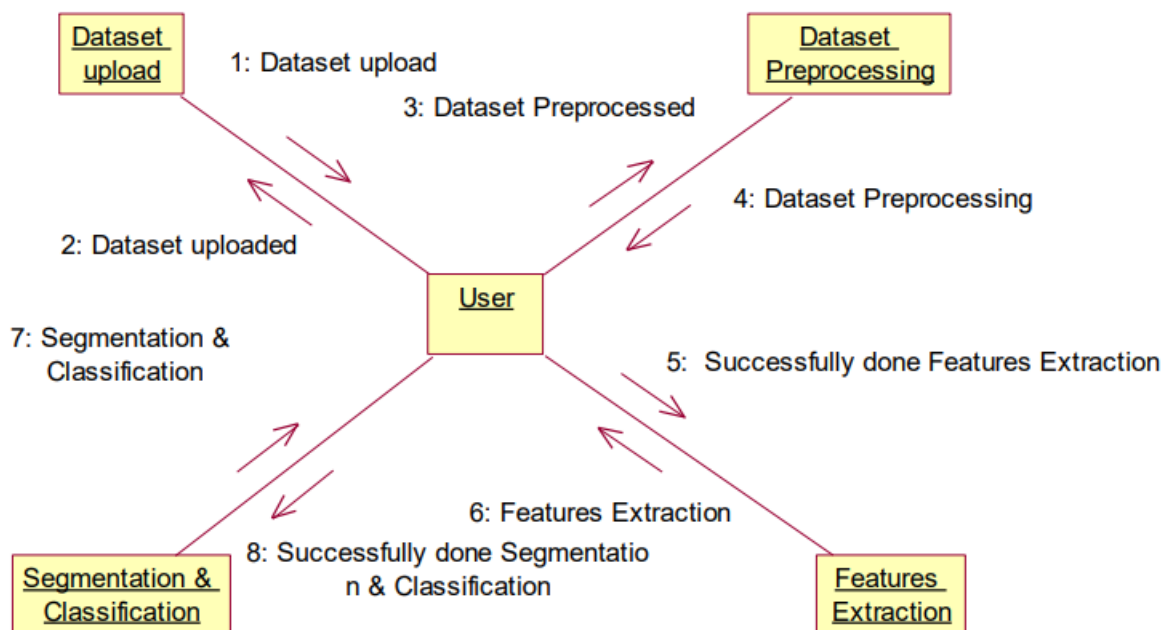 Dataset
upload
1: Dataset upload
Dataset
Preprocessing
3: Dataset Preprocessed
4: Dataset Preprocessing
2: Dataset uploaded
User
7: Segmentation &
Classification
5:  Successfully done Features Extraction
6: Features Extraction
8: Successfully done Segmentatio
n & Classification
Segmentation &
Classification
Features
Extraction